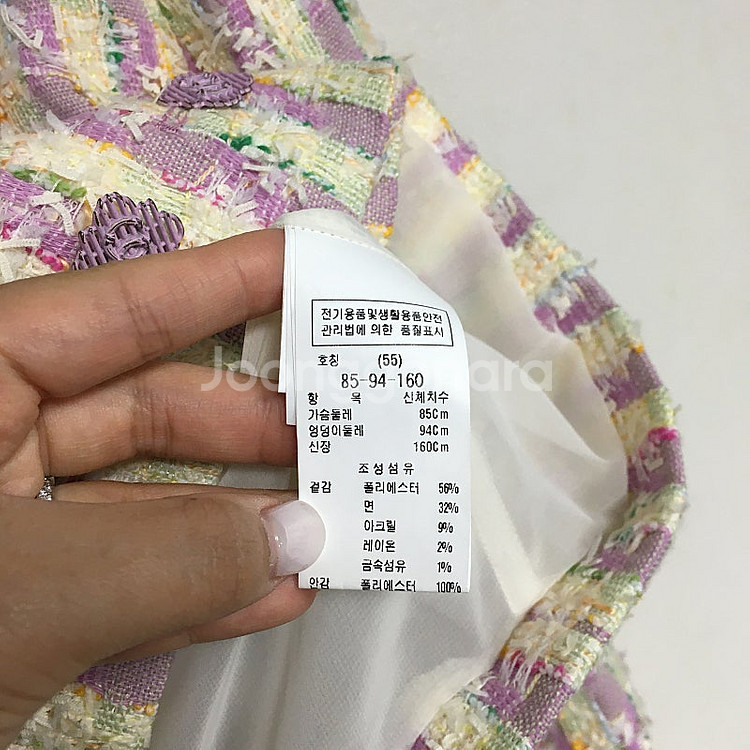 전기용품및생활용품안전
관리법에 의한 품질표시
호칭 (55)
85-94-160
Joonggonara
항 목 신체치수
가슴둘레 85Cm
엉덩이둘레 94Cm
신장 160Cm
조성섬유
겉감 폴리에스터 56%
면 32%
아크릴 9%
레이온 2%
금속섬유 1%
안감 폴리에스터 100%